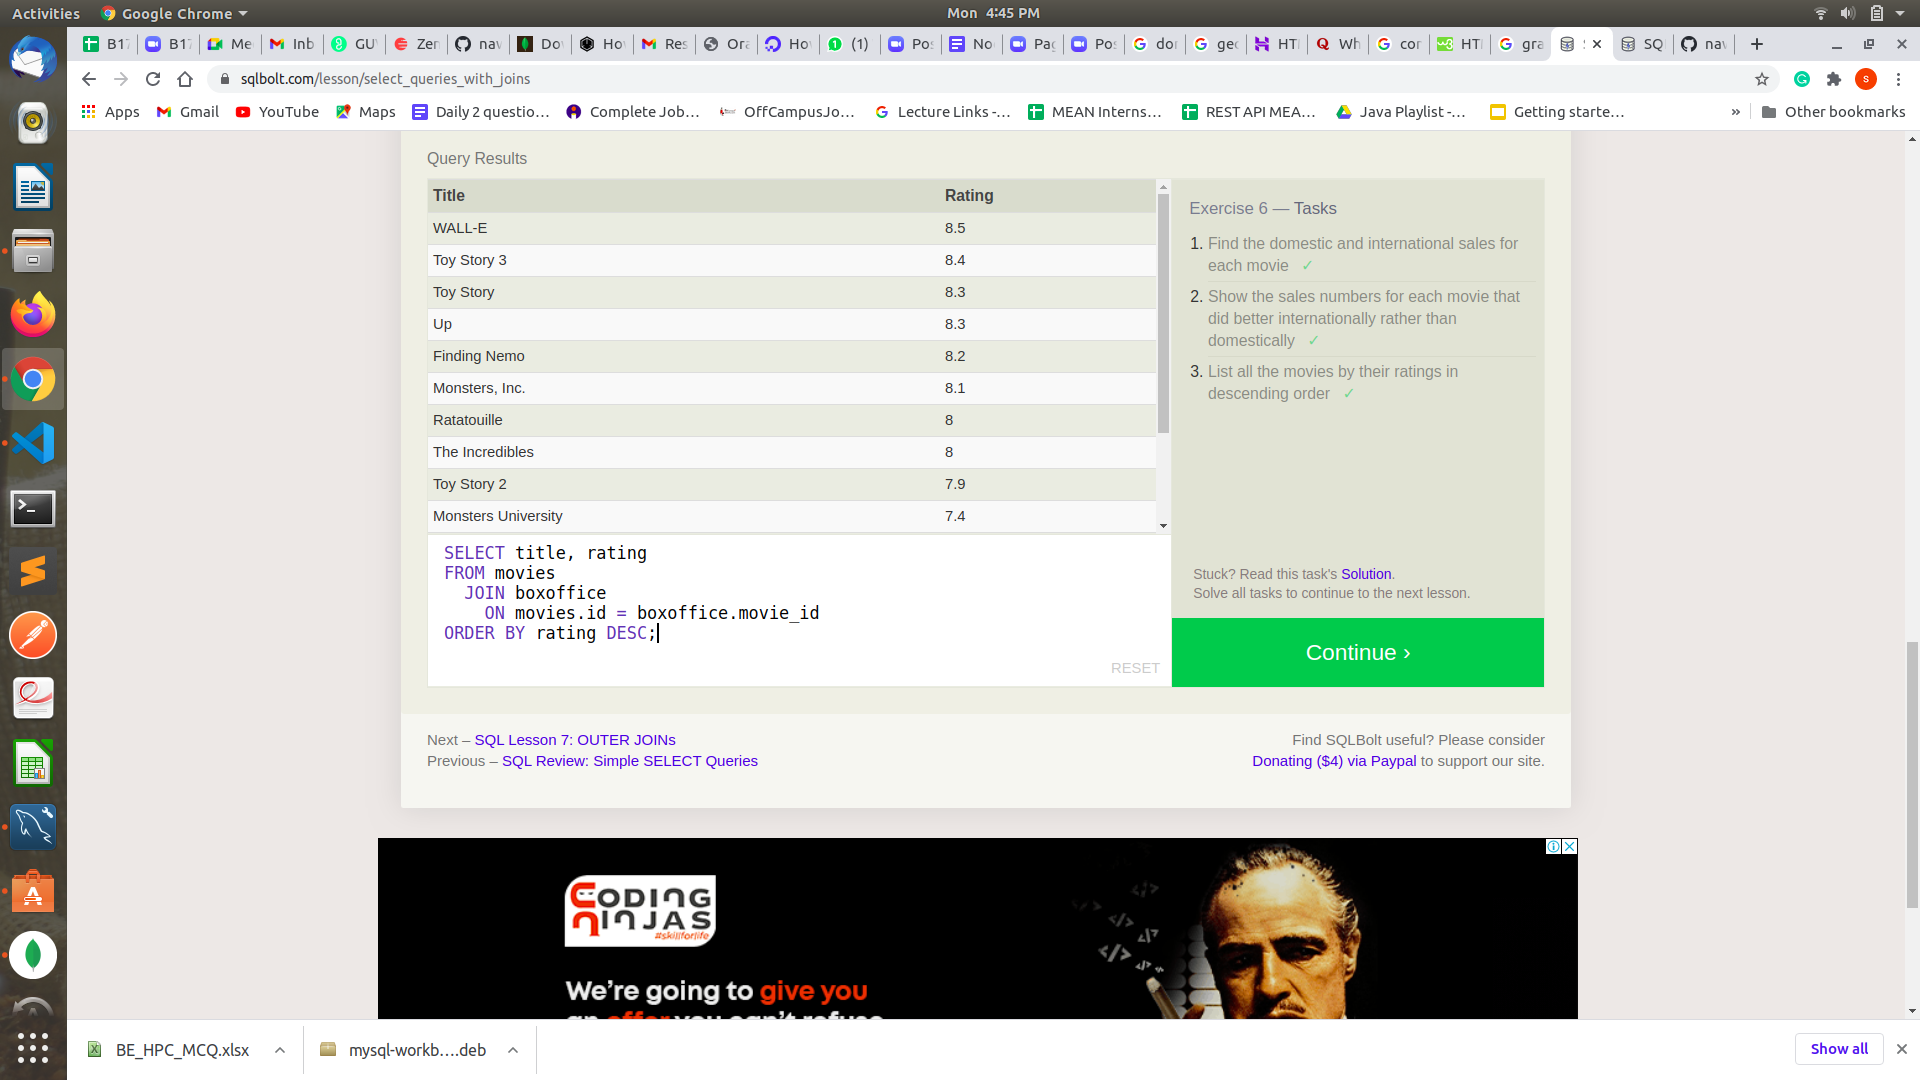 Activities Google Chrome Mon 4:45 PM
B17 B17 Me Inb GU Zen nav Do Ho Res Ora Ho (1) Pos No Pag Pos do geo HT Wh cor HT gra SQ nav
sqlbolt.com/lesson/select_queries_with_joins
Apps Gmail YouTube Maps Daily 2 questio... Complete Job... OffCampusJo... Lecture Links -... MEAN Interns... REST API MEA... Java Playlist -... Getting starte... » Other bookmarks
Query Results
Title Rating
WALL-E 8.5
Toy Story 3 8.4
Toy Story 8.3
Up 8.3
Finding Nemo 8.2
Monsters, Inc. 8.1
Ratatouille 8
The Incredibles 8
Toy Story 2 7.9
Monsters University 7.4
SELECT title, rating
FROM movies
JOIN boxoffice
ON movies.id = boxoffice.movie_id
ORDER BY rating DESC;
RESET
Exercise 6 — Tasks
1. Find the domestic and international sales for
each movie ✓
2. Show the sales numbers for each movie that
did better internationally rather than
domestically ✓
3. List all the movies by their ratings in
descending order ✓
Stuck? Read this task's Solution.
Solve all tasks to continue to the next lesson.
Continue ›
Next – SQL Lesson 7: OUTER JOINs
Previous – SQL Review: Simple SELECT Queries
Find SQLBolt useful? Please consider
Donating ($4) via Paypal to support our site.
CODING
NINJAS
#skillforlife
We're going to give you
an offer you can't refuse
BE_HPC_MCQ.xlsx mysql-workb....deb Show all